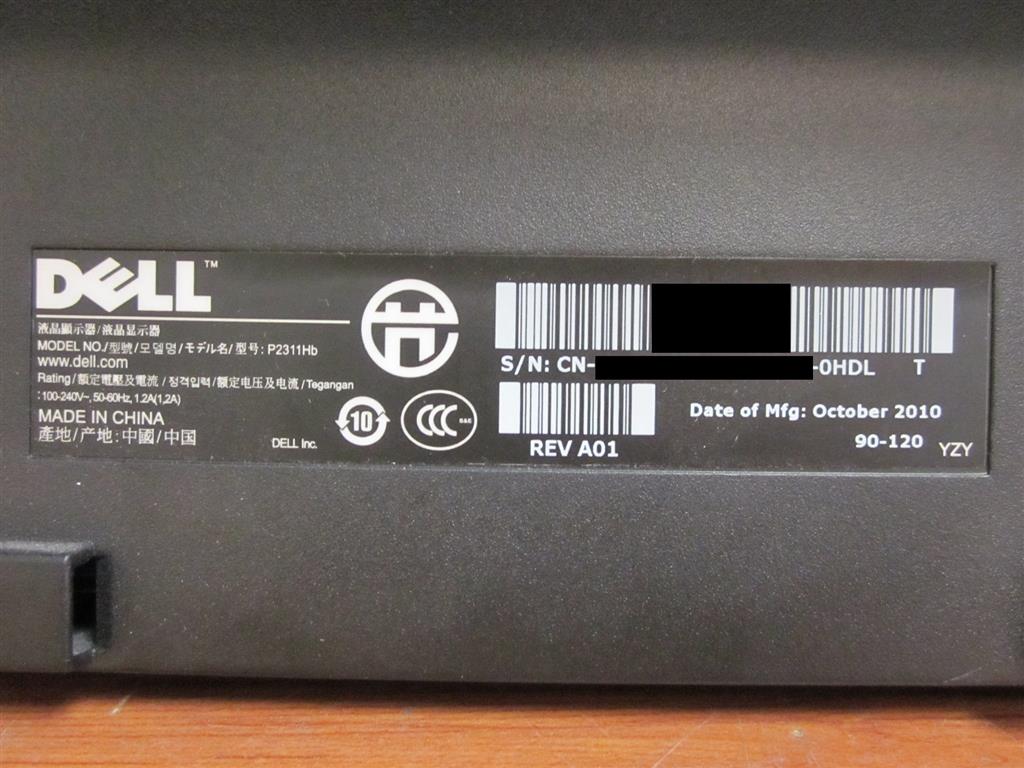 DELL™
液晶顯示器/液晶显示器
MODEL NO./型號/모델명/モデル名/型号: P2311Hb
www.dell.com
Rating/額定電壓及電流/정격입력/額定电压及电流/Tegangan
: 100-240V~, 50-60Hz, 1.2A(1,2A)
MADE IN CHINA
產地/产地: 中國/中国
DELL Inc.
10
CCC
S&E
S/N: CN-
-0HDL T
REV A01
Date of Mfg: October 2010
90-120
YZY